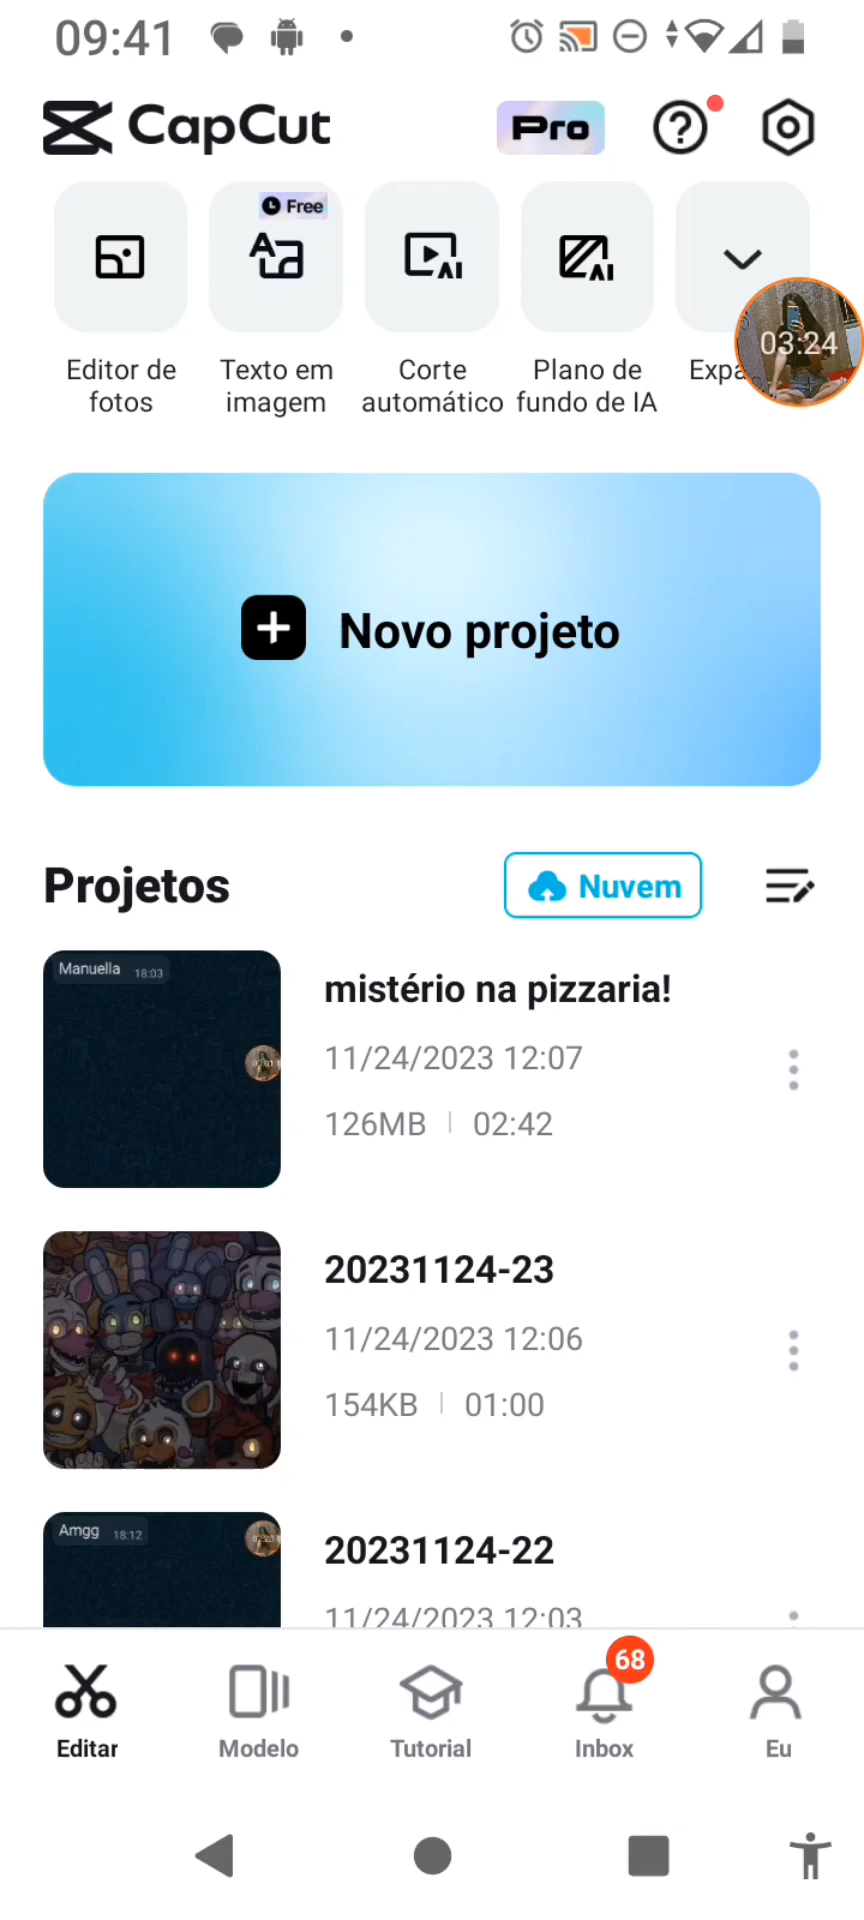 09:41
CapCut
Pro
Free
Editor de fotos
Texto em imagem
Corte automático
Plano de fundo de IA
Expa
03:24
Novo projeto
Projetos
Nuvem
Manuella 18:03
mistério na pizzaria!
11/24/2023 12:07
126MB 02:42
20231124-23
11/24/2023 12:06
154KB 01:00
Amgg 18:12
20231124-22
11/24/2023 12:03
68
Editar
Modelo
Tutorial
Inbox
Eu